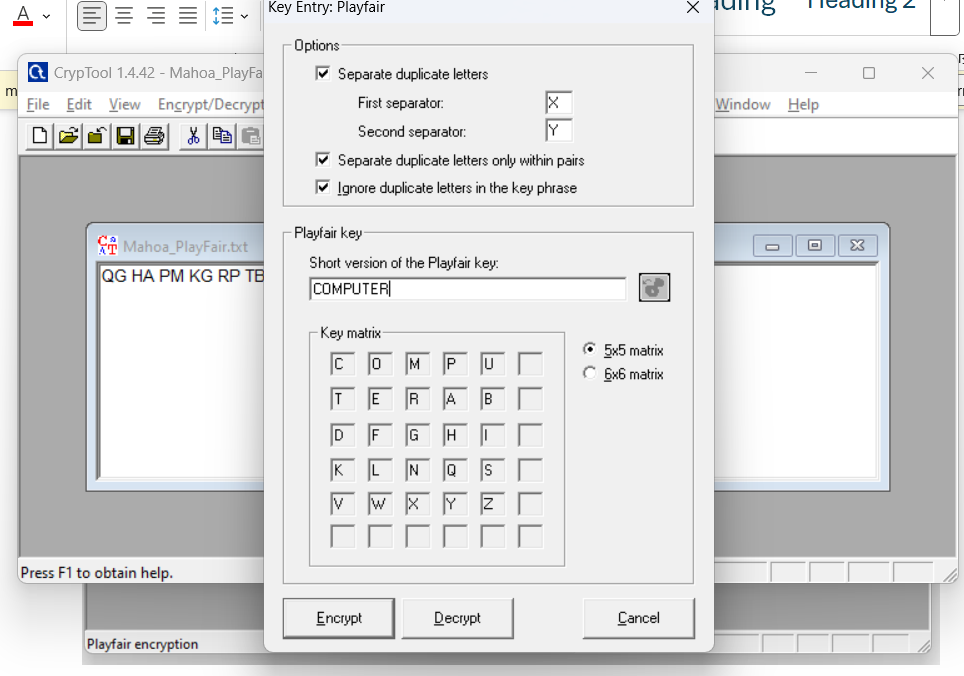 A
Key Entry: Playfair
Heading 2
CrypTool 1.4.42 - Mahoa_PlayFa
File Edit View Encrypt/Decrypt
Window Help
Options
Separate duplicate letters
First separator: X
Second separator: Y
Separate duplicate letters only within pairs
Ignore duplicate letters in the key phrase
Mahoa_PlayFair.txt
QG HA PM KG RP TB
Playfair key
Short version of the Playfair key:
COMPUTER
Key matrix
C O M P U
T E R A B
D F G H I
K L N Q S
V W X Y Z
5x5 matrix
6x6 matrix
Press F1 to obtain help.
Encrypt Decrypt Cancel
Playfair encryption